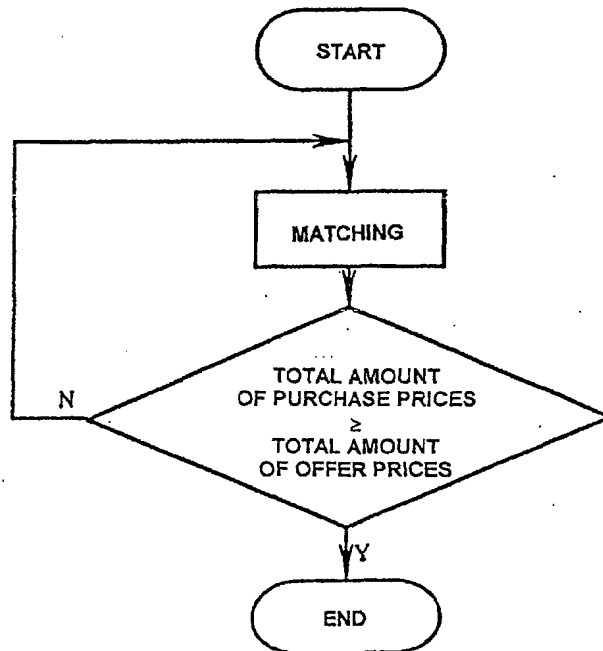 START
MATCHING
TOTAL AMOUNT
OF PURCHASE PRICES
≥
TOTAL AMOUNT
OF OFFER PRICES
N
Y
END